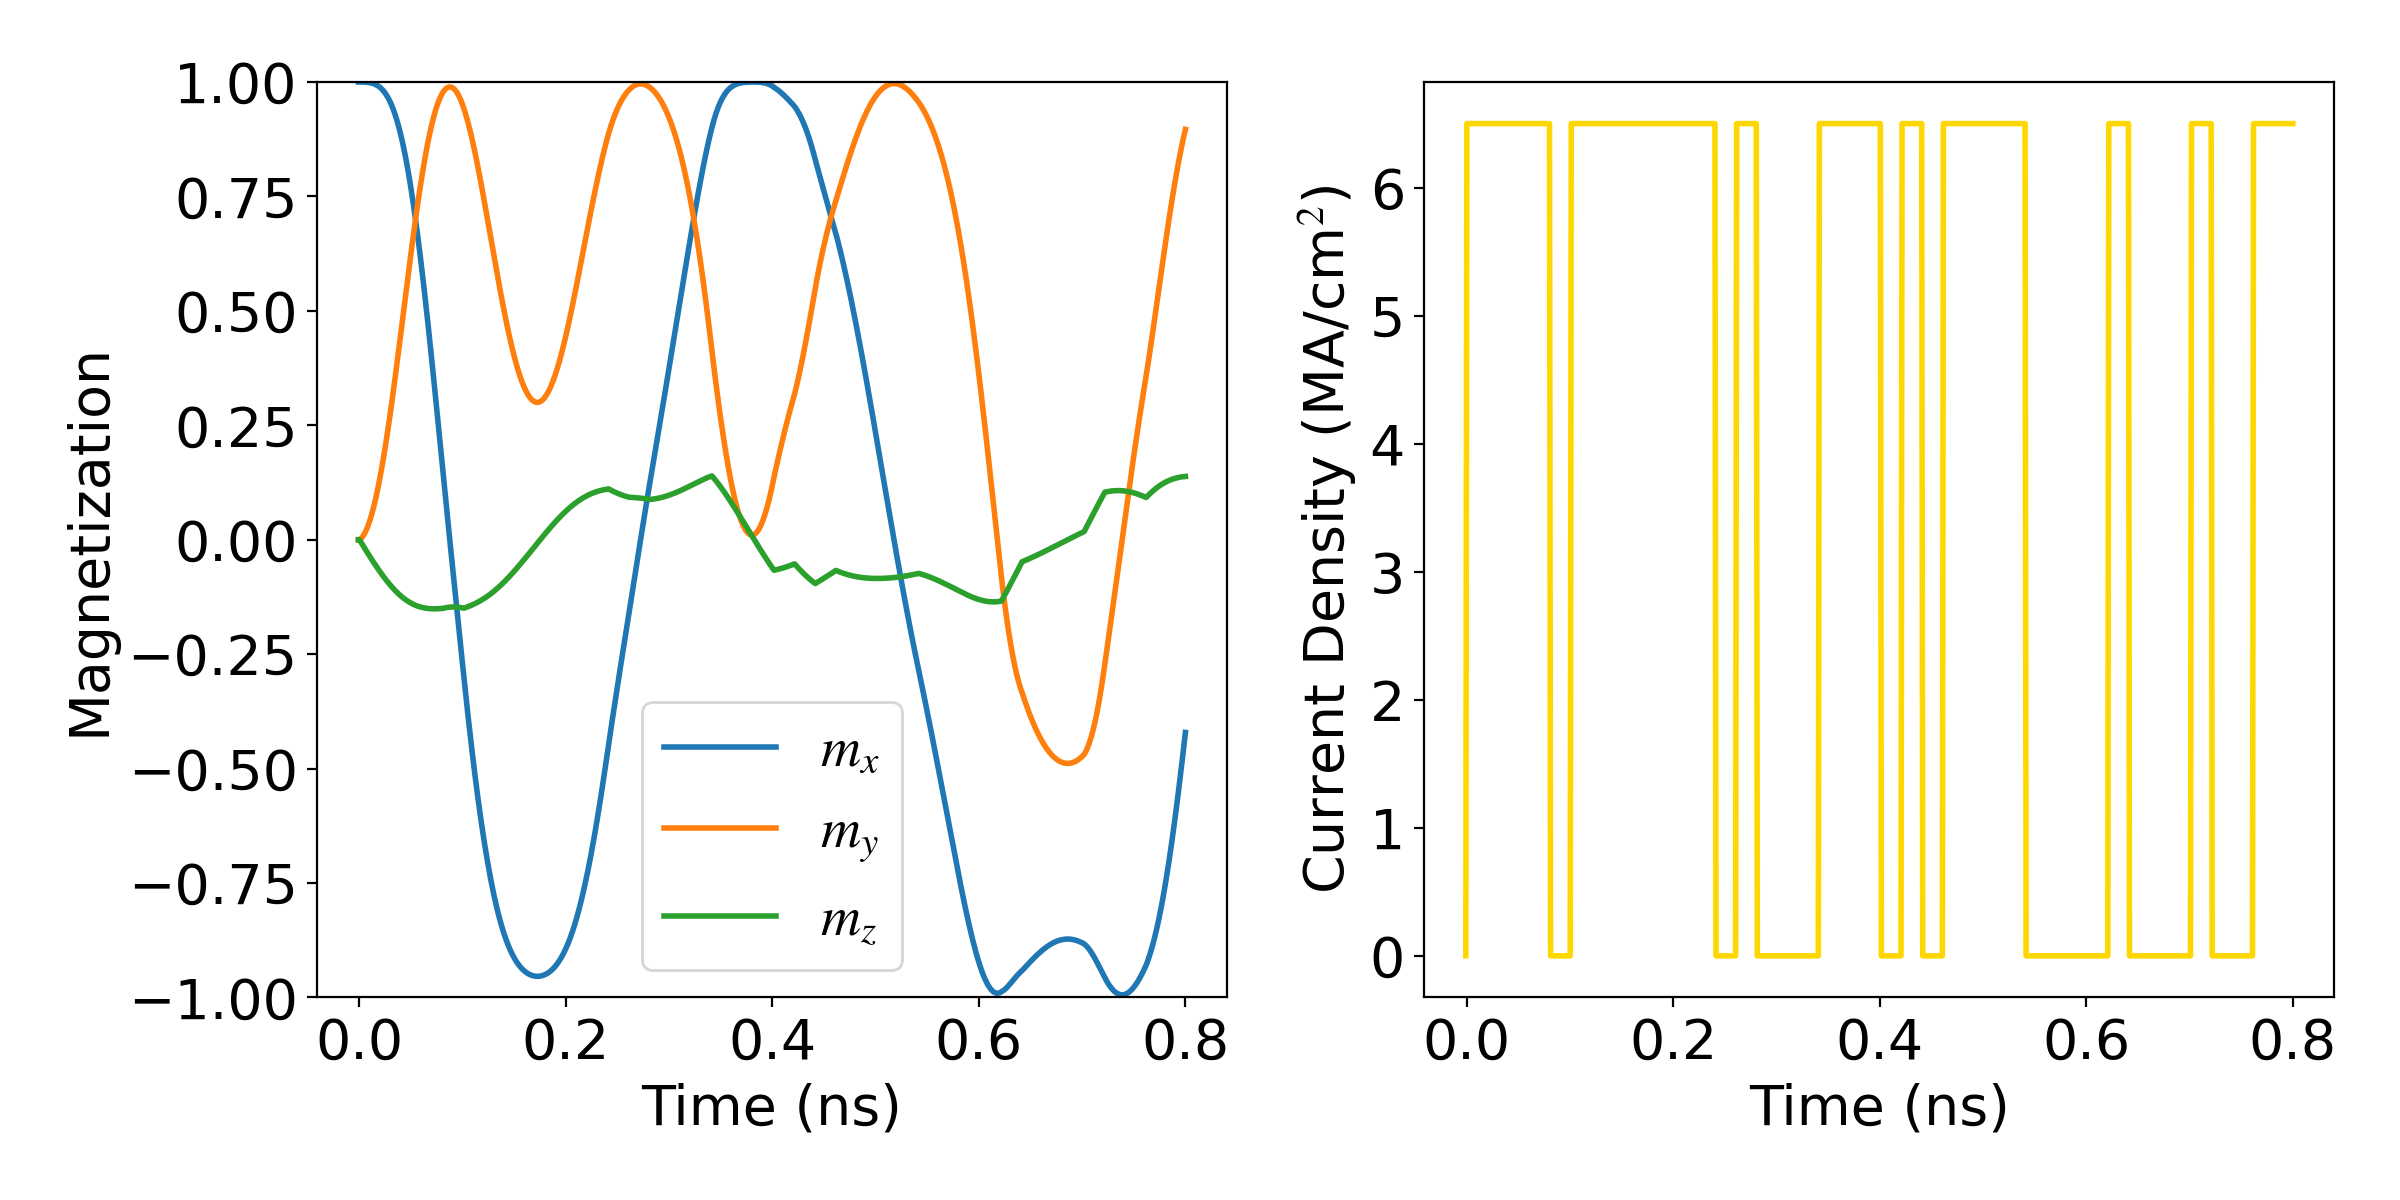 Magnetization
1.00
0.75
0.50
0.25
0.00
−0.25
−0.50
−0.75
−1.00
0.0 0.2 0.4 0.6 0.8
Time (ns)
m_x
m_y
m_z
Current Density (MA/cm²)
6
5
4
3
2
1
0
0.0 0.2 0.4 0.6 0.8
Time (ns)